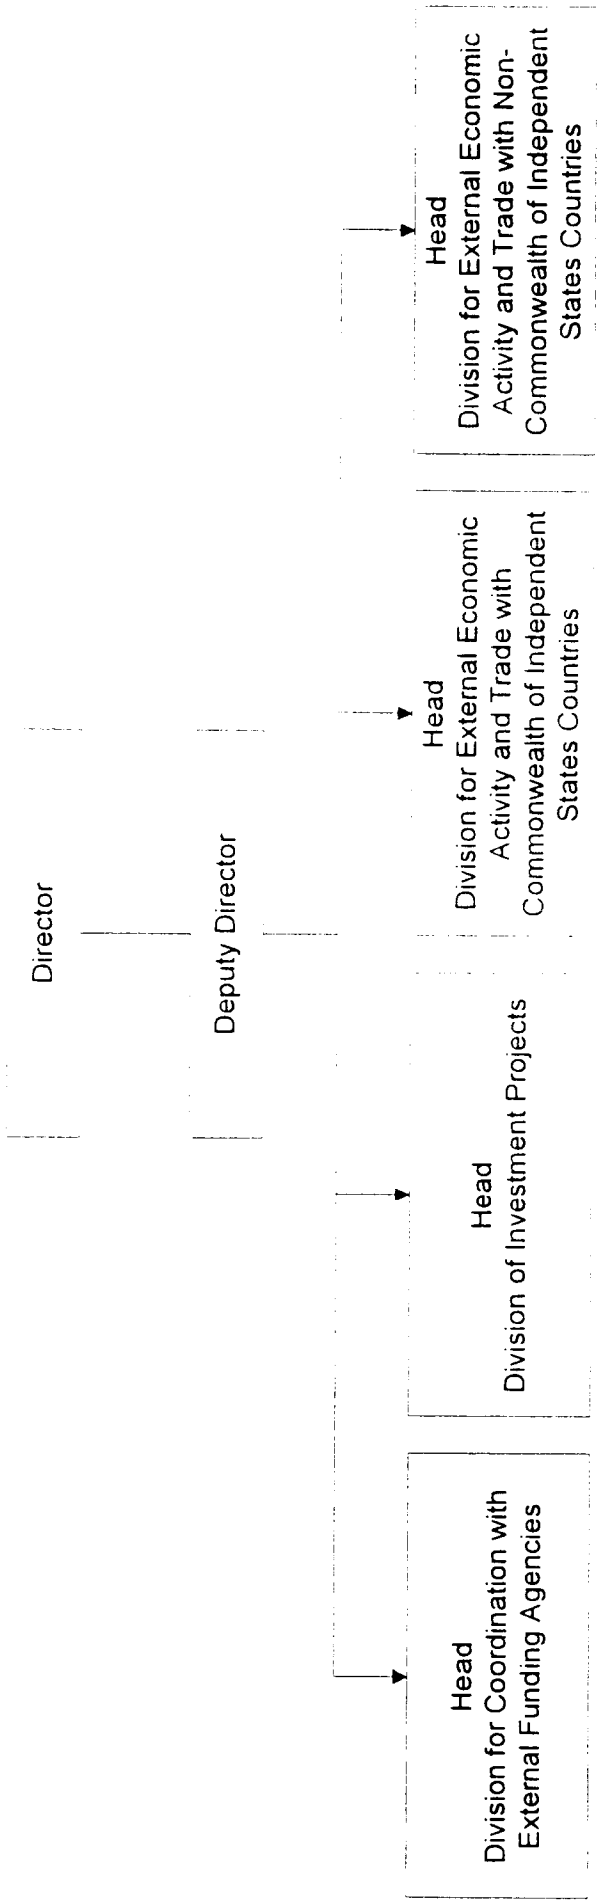 Director
Deputy Director
Head
Division for Coordination with
External Funding Agencies
Head
Division of Investment Projects
Head
Division for External Economic
Activity and Trade with
Commonwealth of Independent
States Countries
Head
Division for External Economic
Activity and Trade with Non-
Commonwealth of Independent
States Countries